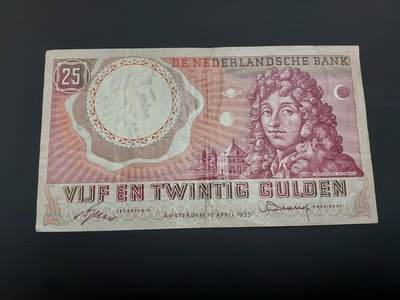 25
DE NEDERLANDSCHE BANK
VIJF EN TWINTIG GULDEN
SECRETARIS
AMSTERDAM 10 APRIL 1955
PRESIDENT